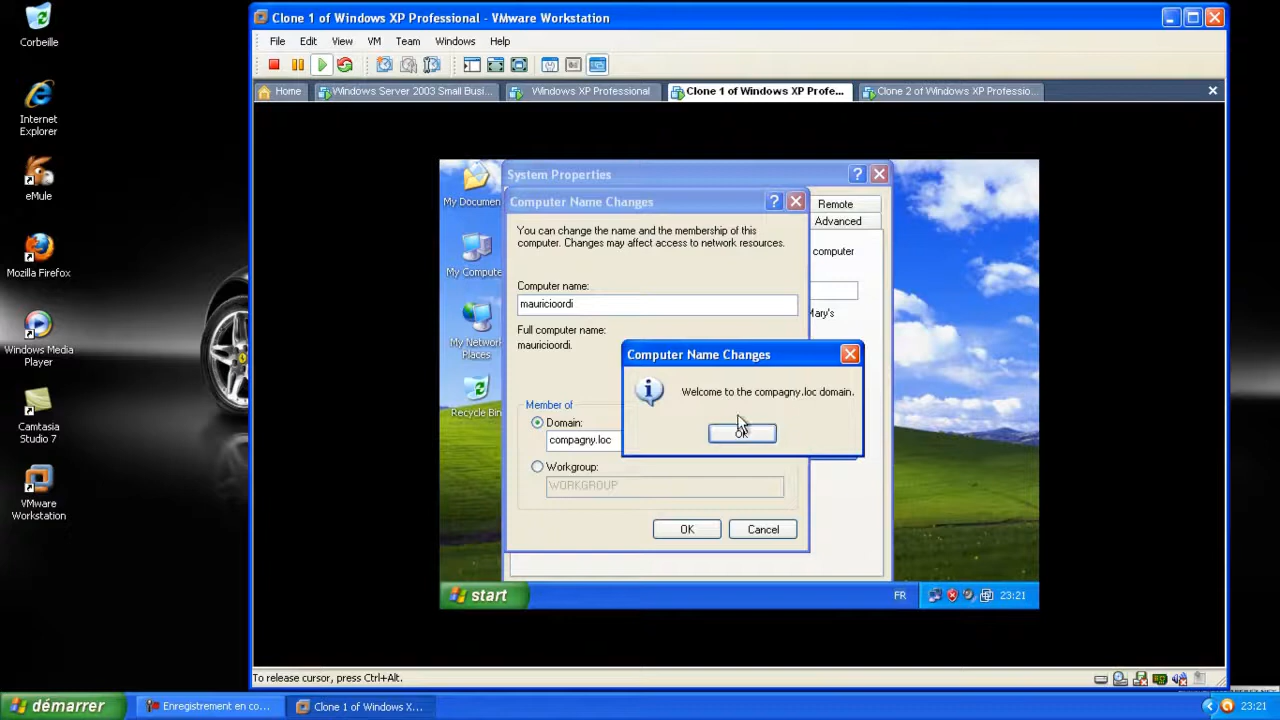 Clone 1 of Windows XP Professional - VMware Workstation
File Edit View VM Team Windows Help
Home
Windows Server 2003 Small Busi...
Windows XP Professional
Clone 1 of Windows XP Profe...
Clone 2 of Windows XP Professio...
Corbeille
Internet
Explorer
eMule
Mozilla Firefox
Windows Media
Player
Camtasia
Studio 7
VMware
Workstation
My Docum
My Compute
My Network
Places
Recycle Bin
System Properties
Remote
Advanced
computer
Mary's
Computer Name Changes
You can change the name and the membership of this
computer. Changes may affect access to network resources.
Computer name:
mauricioordi
Full computer name:
mauricioordi.
Member of
Domain:
compagny.loc
Workgroup:
WORKGROUP
OK Cancel
Computer Name Changes
Welcome to the compagny.loc domain.
OK
start
FR
23:21
To release cursor, press Ctrl+Alt.
démarrer
Enregistrement en co...
Clone 1 of Windows X...
23:21